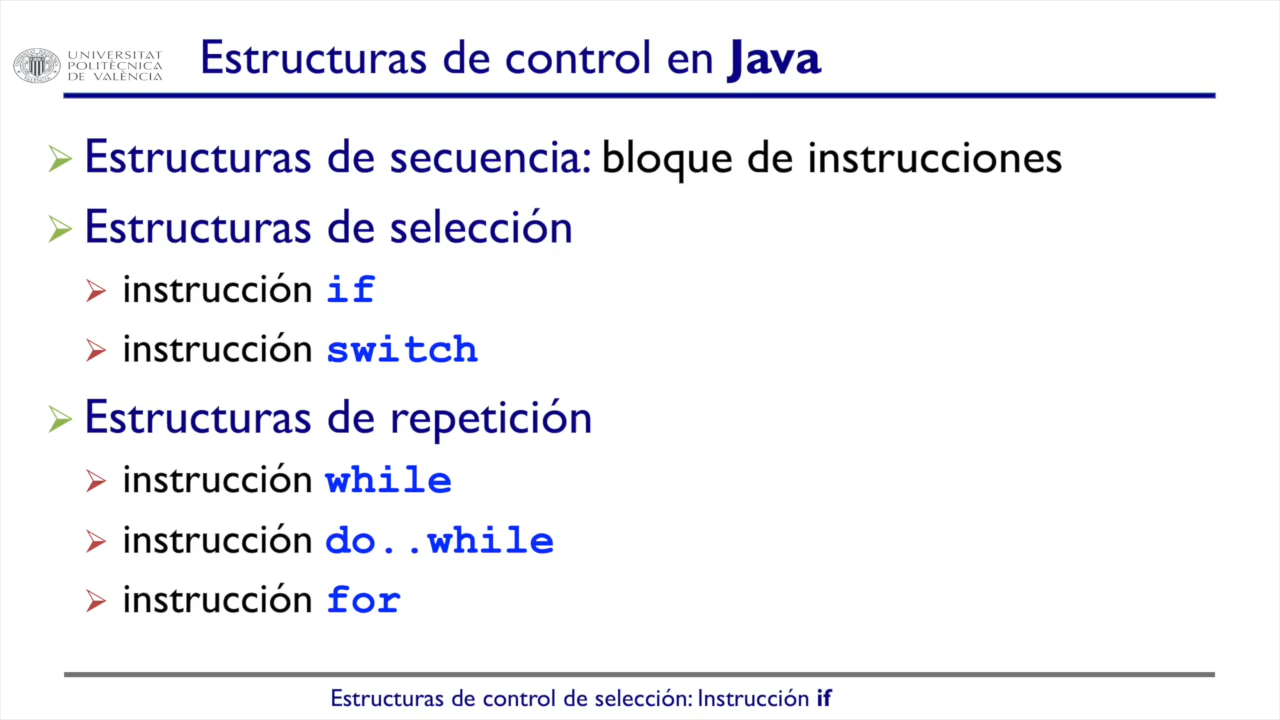 UNIVERSITAT
POLITÈCNICA
DE VALÈNCIA
Estructuras de control en Java
Estructuras de secuencia: bloque de instrucciones
Estructuras de selección
instrucción if
instrucción switch
Estructuras de repetición
instrucción while
instrucción do..while
instrucción for
Estructuras de control de selección: Instrucción if